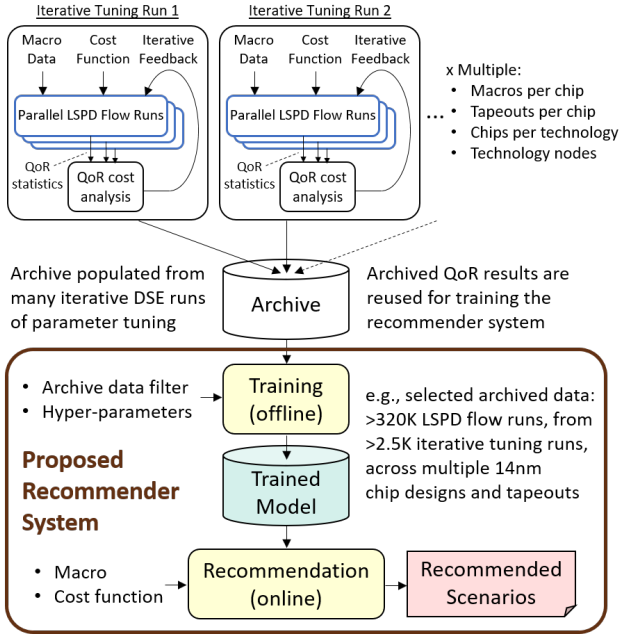 Iterative Tuning Run 1
Macro Data
Cost Function
Iterative Feedback
Parallel LSPD Flow Runs
QoR statistics
QoR cost analysis
Iterative Tuning Run 2
Macro Data
Cost Function
Iterative Feedback
Parallel LSPD Flow Runs
QoR statistics
QoR cost analysis
...
x Multiple:
• Macros per chip
• Tapeouts per chip
• Chips per technology
• Technology nodes
Archive populated from
many iterative DSE runs
of parameter tuning
Archive
Archived QoR results are
reused for training the
recommender system
• Archive data filter
• Hyper-parameters
Training
(offline)
e.g., selected archived data:
>320K LSPD flow runs, from
>2.5K iterative tuning runs,
across multiple 14nm
chip designs and tapeouts
Proposed
Recommender
System
Trained
Model
• Macro
• Cost function
Recommendation
(online)
Recommended
Scenarios